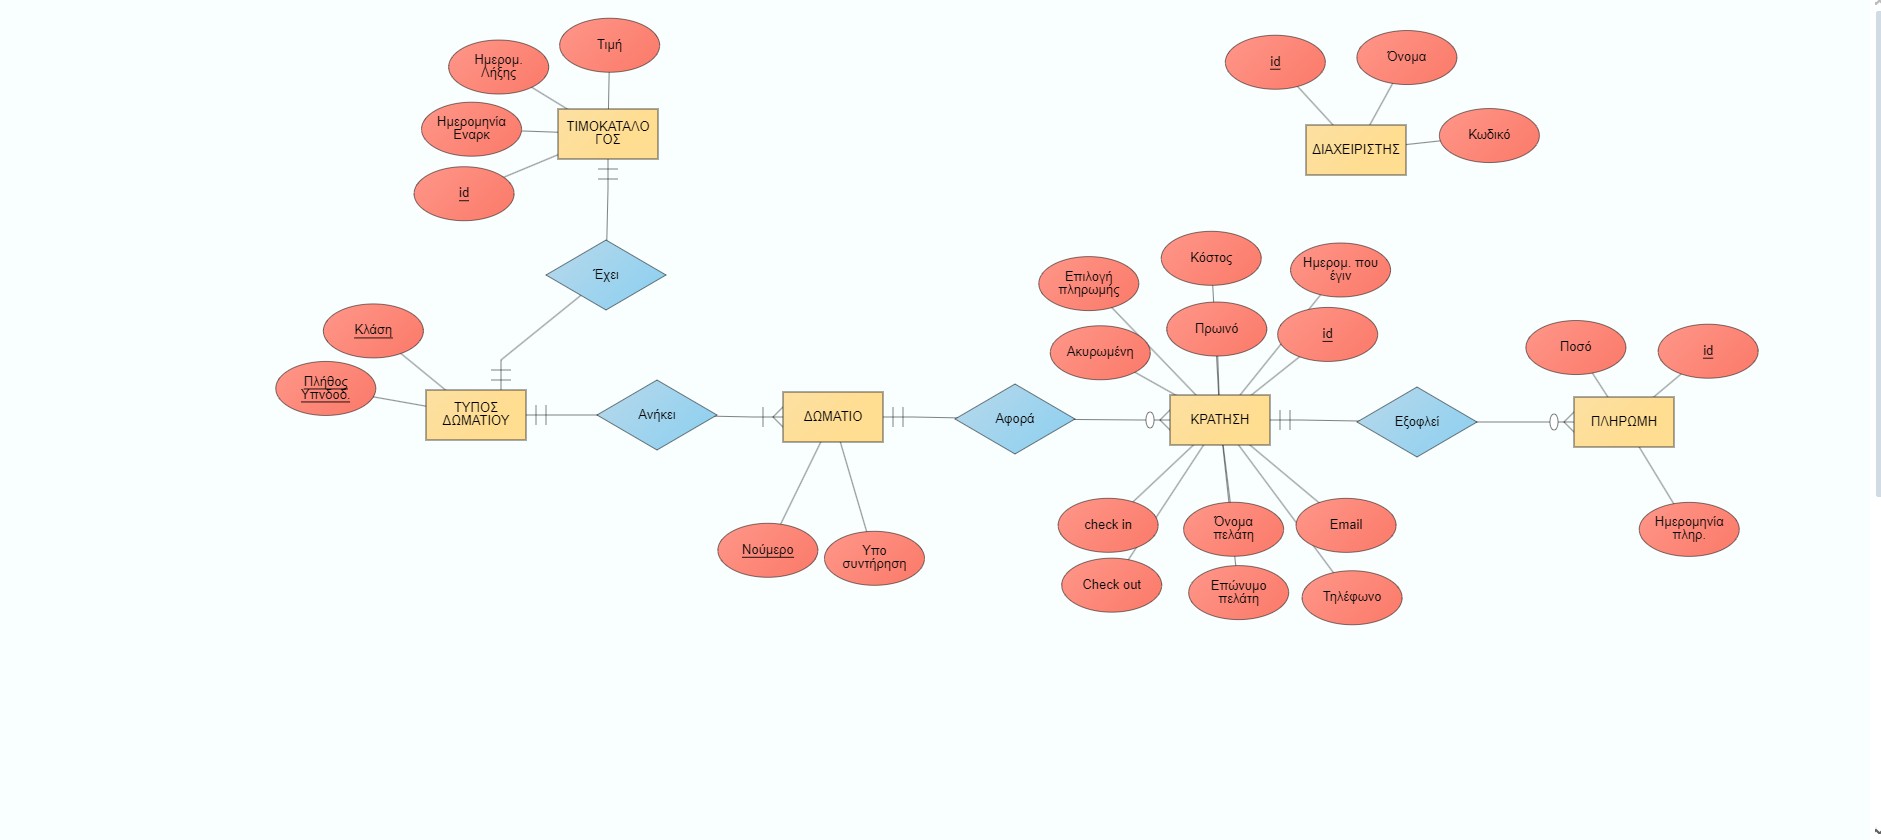 Τιμή
Ημερομ.
Λήξης
Ημερομηνία
Εναρκ
id
ΤΙΜΟΚΑΤΑΛΟ
ΓΟΣ
id
Όνομα
Κωδικό
ΔΙΑΧΕΙΡΙΣΤΗΣ
Έχει
Κλάση
Πλήθος
Υπνοδ.
ΤΥΠΟΣ
ΔΩΜΑΤΙΟΥ
Ανήκει
ΔΩΜΑΤΙΟ
Νούμερο
Υπο
συντήρηση
Αφορά
Επιλογή
πληρωμής
Κόστος
Ημερομ. που
έγιν
Ακυρωμένη
Πρωινό
id
ΚΡΑΤΗΣΗ
check in
Όνομα
πελάτη
Email
Check out
Επώνυμο
πελάτη
Τηλέφωνο
Εξοφλεί
Ποσό
id
ΠΛΗΡΩΜΗ
Ημερομηνία
πληρ.